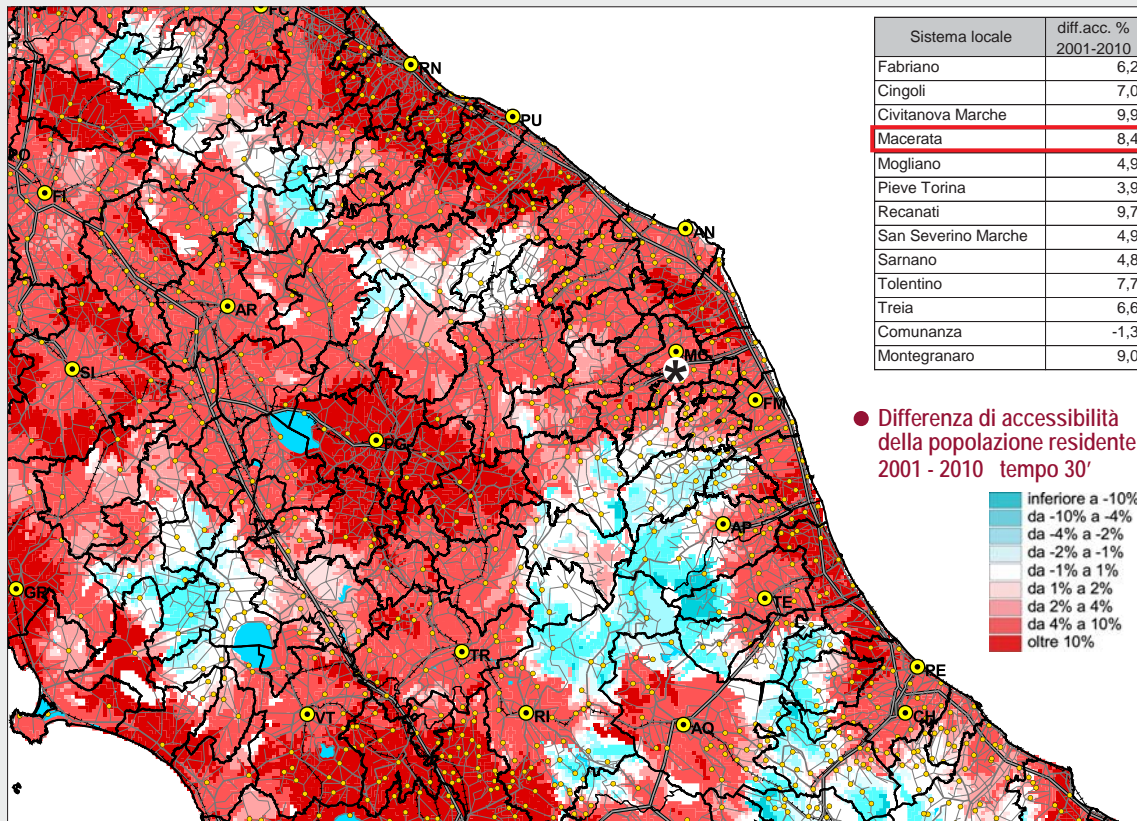 FC
RN
PU
FI
AN
AR
MC
*
SI
FM
PG
AP
GR
TE
TR
PE
VT
RI
AQ
CH
Sistema locale diff.acc. % 2001-2010
Fabriano 6,2
Cingoli 7,0
Civitanova Marche 9,9
Macerata 8,4
Mogliano 4,9
Pieve Torina 3,9
Recanati 9,7
San Severino Marche 4,9
Sarnano 4,8
Tolentino 7,7
Treia 6,6
Comunanza -1,3
Montegranaro 9,0
● Differenza di accessibilità
della popolazione residente
2001 - 2010 tempo 30'
inferiore a -10%
da -10% a -4%
da -4% a -2%
da -2% a -1%
da -1% a 1%
da 1% a 2%
da 2% a 4%
da 4% a 10%
oltre 10%